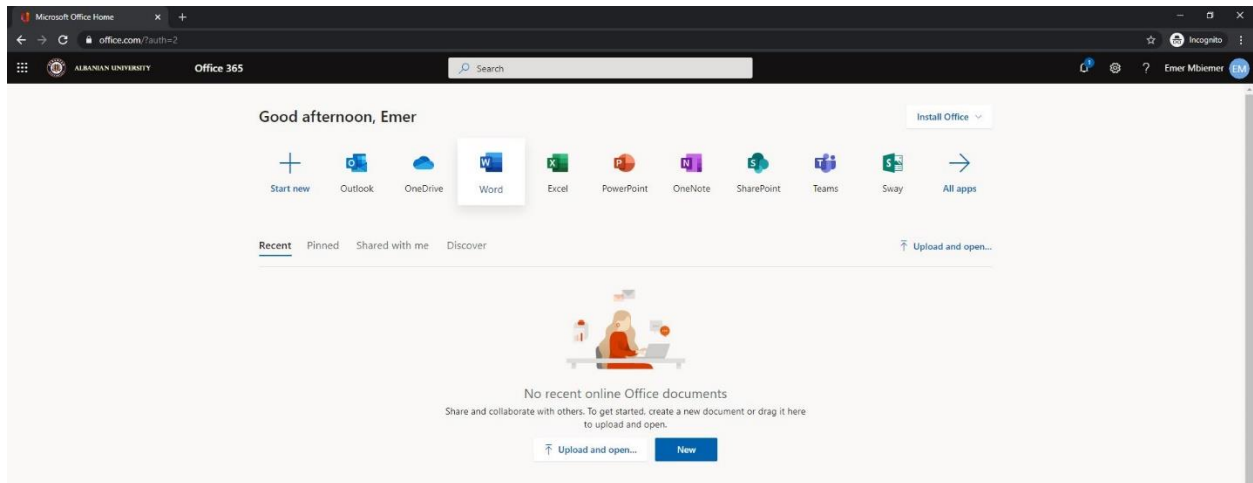 Microsoft Office Home
office.com/?auth=2
Incognito
ALBANIAN UNIVERSITY
Office 365
Search
1
?
Emer Mbiemer
EM
Good afternoon, Emer
Install Office
Start new
Outlook
OneDrive
Word
Excel
PowerPoint
OneNote
SharePoint
Teams
Sway
All apps
Recent
Pinned
Shared with me
Discover
Upload and open...
No recent online Office documents
Share and collaborate with others. To get started, create a new document or drag it here
to upload and open.
Upload and open...
New